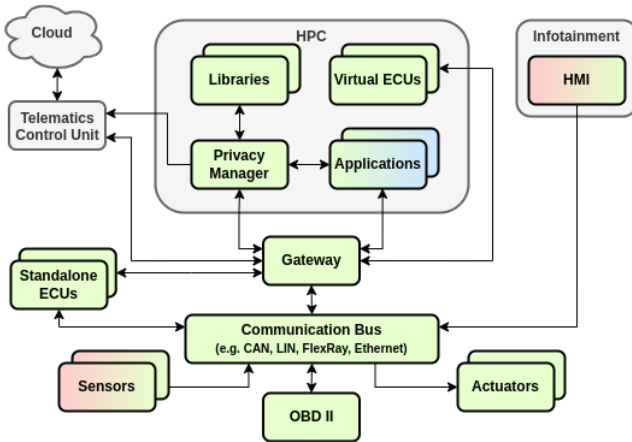 Cloud
HPC
Infotainment
Libraries
Virtual ECUs
HMI
Telematics
Control Unit
Privacy
Manager
Applications
Gateway
Standalone
ECUs
Communication Bus
(e.g. CAN, LIN, FlexRay, Ethernet)
Sensors
Actuators
OBD II